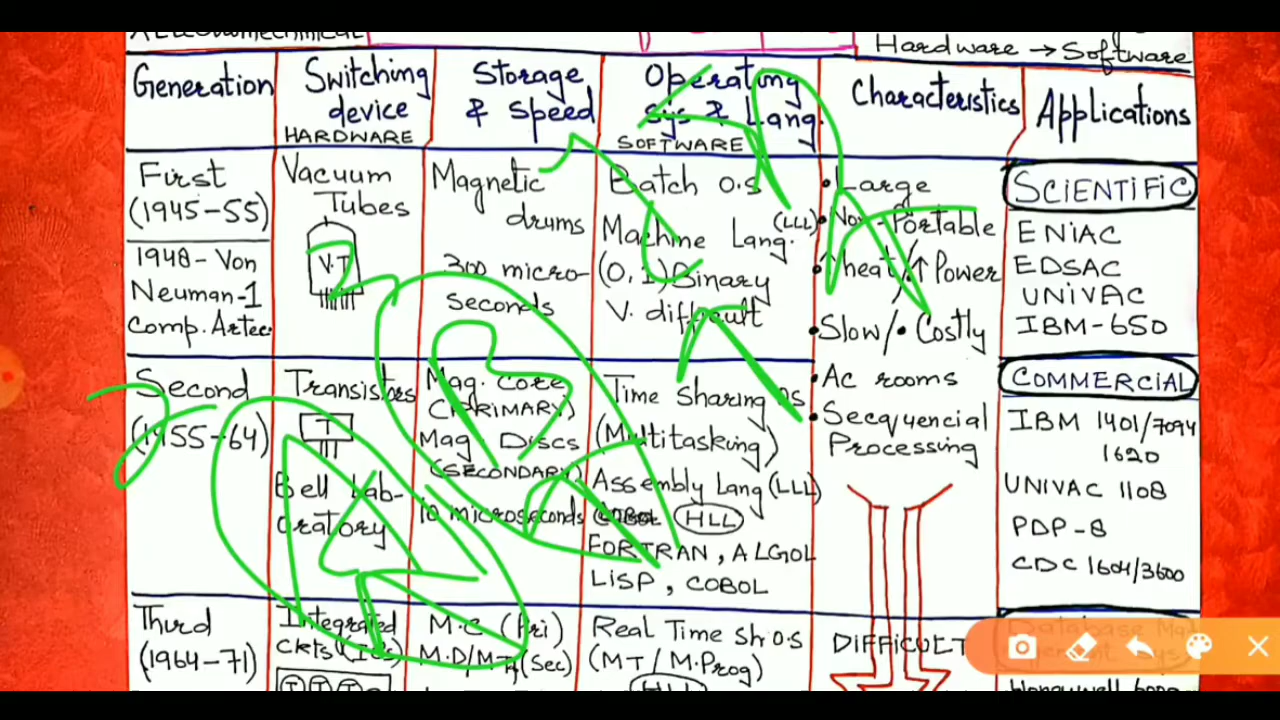 Hardware → Software
Generation
Switching
device
HARDWARE
Storage
& Speed
Operating
Sys & Lang.
SOFTWARE
Characteristics
Applications
First
(1945-55)
1948 - Von
Neuman-1
Comp. Artec
Vacuum
Tubes
V.T
Magnetic
drums
300 micro-
seconds
Batch O.S
(LLL)
Machine Lang.
(0, 1) Binary
V. difficult
• Large
• Non-Portable
• ↑heat/↑Power
• Slow/• Costly
• Ac rooms
• Secquencial
Processing
SCIENTIFIC
ENiAC
EDSAC
UNiVAC
IBM-650
Second
(1955-64)
Transistors
T
Bell Lab-
oratory
Mag. Core
(PRIMARY)
Mag. Discs
(SECONDARY)
10 microseconds
Time sharing OS
(Multitasking)
Assembly Lang (LLL)
HLL
FORTRAN, ALGOL
LISP, COBOL
COMMERCIAL
IBM 1401/7094
1620
UNIVAC 1108
PDP-8
CDC 1604/3600
Third
(1964-71)
Integrated
Ckts (ICs)
M.C (Pri)
M.D/M.T (Sec)
Real Time Sh O.S
(MT / M.Prog)
HLL
DIFFICULT